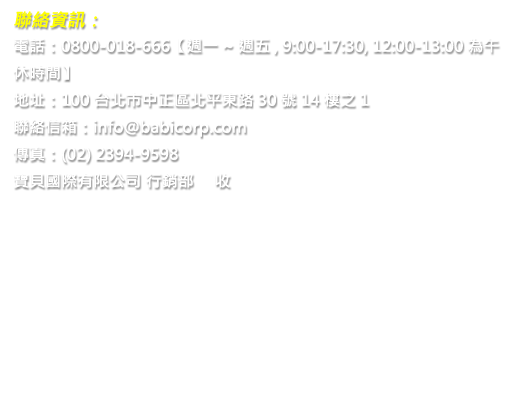 聯絡資訊：
電話：0800-018-666【週一 ~ 週五 , 9:00-17:30, 12:00-13:00 為午
休時間】
地址：100 台北市中正區北平東路 30 號 14 樓之 1
聯絡信箱：info@babicorp.com
傳真：(02) 2394-9598
寶貝國際有限公司 行銷部　 收